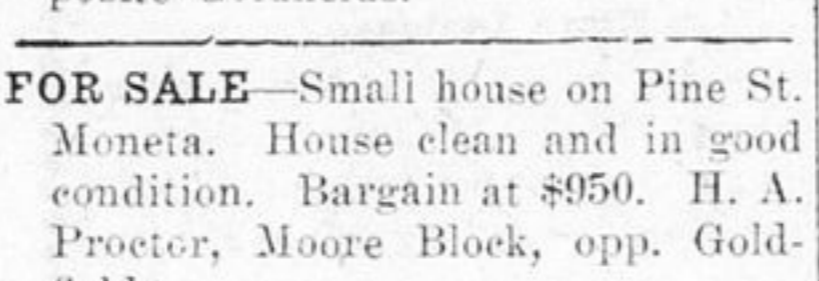 FOR SALE—Small house on Pine St.
Moneta. House clean and in good
condition. Bargain at $950. H. A.
Proctor, Moore Block, opp. Gold-